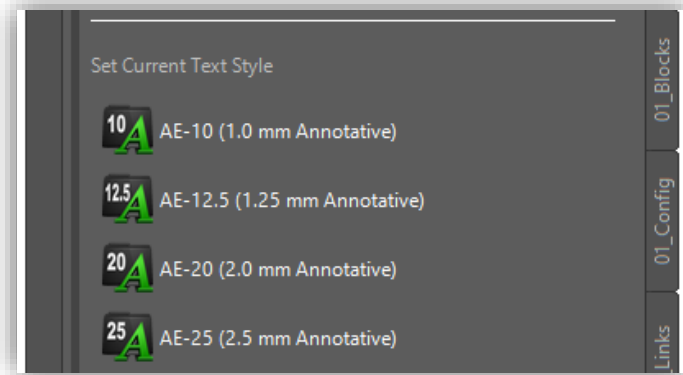 Set Current Text Style
10 A AE-10 (1.0 mm Annotative)
12.5 A AE-12.5 (1.25 mm Annotative)
20 A AE-20 (2.0 mm Annotative)
25 A AE-25 (2.5 mm Annotative)
01_Blocks
01_Config
_Links